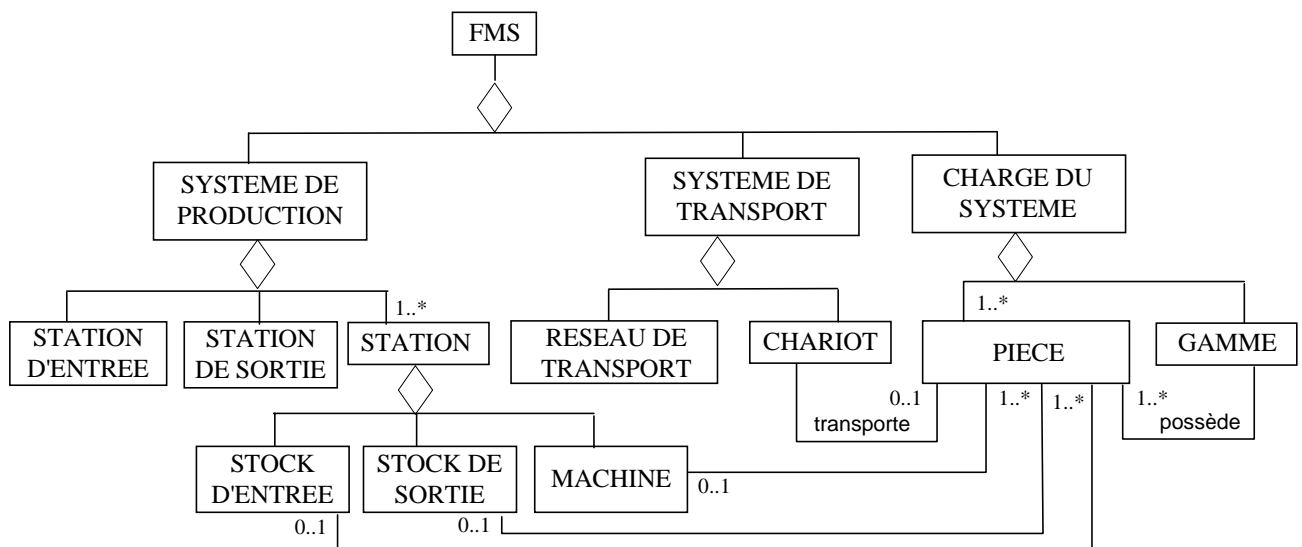 FMS
SYSTEME DE
PRODUCTION
SYSTEME DE
TRANSPORT
CHARGE DU
SYSTEME
1..*
1..*
STATION
D'ENTREE
STATION
DE SORTIE
STATION
RESEAU DE
TRANSPORT
CHARIOT
PIECE
GAMME
0..1
1..*
1..*
1..*
transporte
possède
STOCK
D'ENTREE
STOCK DE
SORTIE
MACHINE
0..1
0..1
0..1